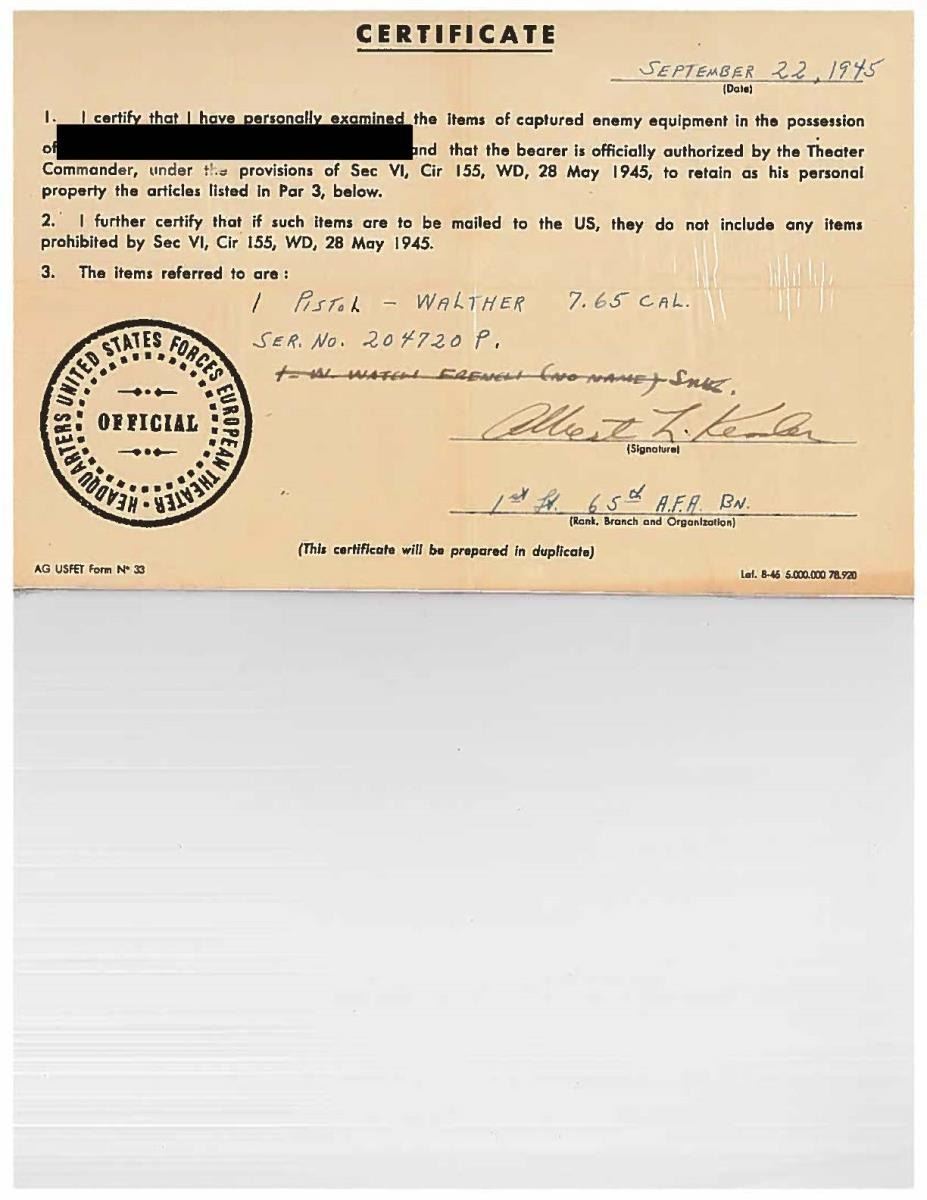 CERTIFICATE
SEPTEMBER 22, 1945
(Date)
1. I certify that I have personally examined the items of captured enemy equipment in the possession
of and that the bearer is officially authorized by the Theater
Commander, under the provisions of Sec VI, Cir 155, WD, 28 May 1945, to retain as his personal
property the articles listed in Par 3, below.
2. I further certify that if such items are to be mailed to the US, they do not include any items
prohibited by Sec VI, Cir 155, WD, 28 May 1945.
3. The items referred to are :
1 PISTOL - WALTHER 7.65 CAL.
SER. No. 204720 P.
1 - W. WATCH FRENCH (NO NAME)
HEADQUARTERS UNITED STATES FORCES EUROPEAN THEATER
OFFICIAL
Albert L. Kessler
(Signature)
1st Lt. 65th A.F.A. BN.
(Rank, Branch and Organization)
(This certificate will be prepared in duplicate)
AG USFET Form N° 33
Lef. 8-45 5.000.000 78.920